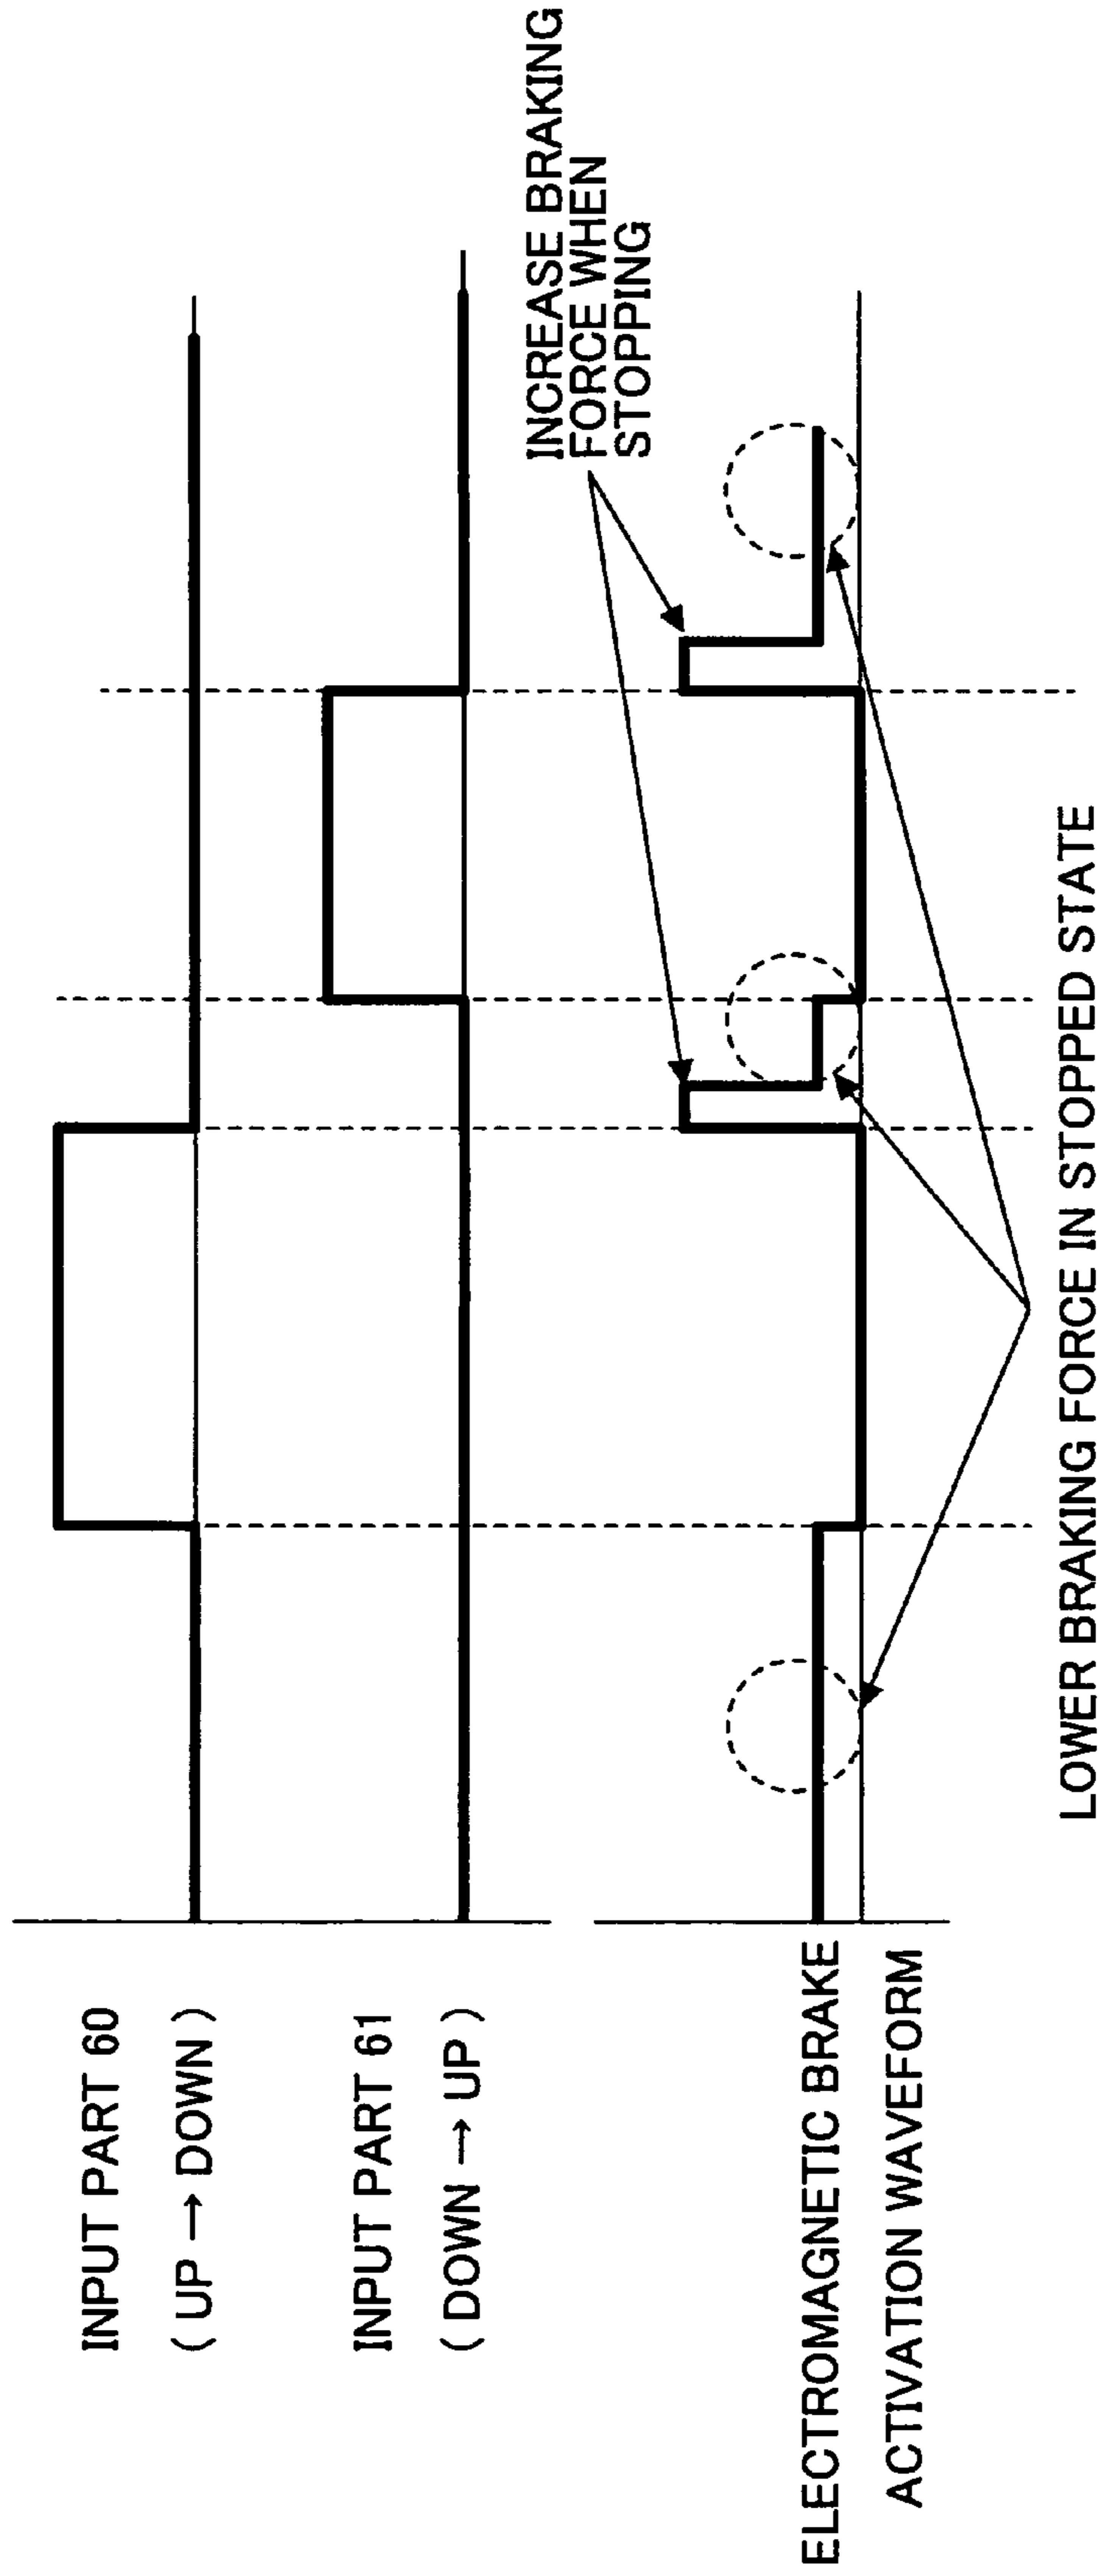 INPUT PART 60
( UP → DOWN )
INPUT PART 61
( DOWN → UP )
INCREASE BRAKING
FORCE WHEN
STOPPING
ELECTROMAGNETIC BRAKE
ACTIVATION WAVEFORM
LOWER BRAKING FORCE IN STOPPED STATE